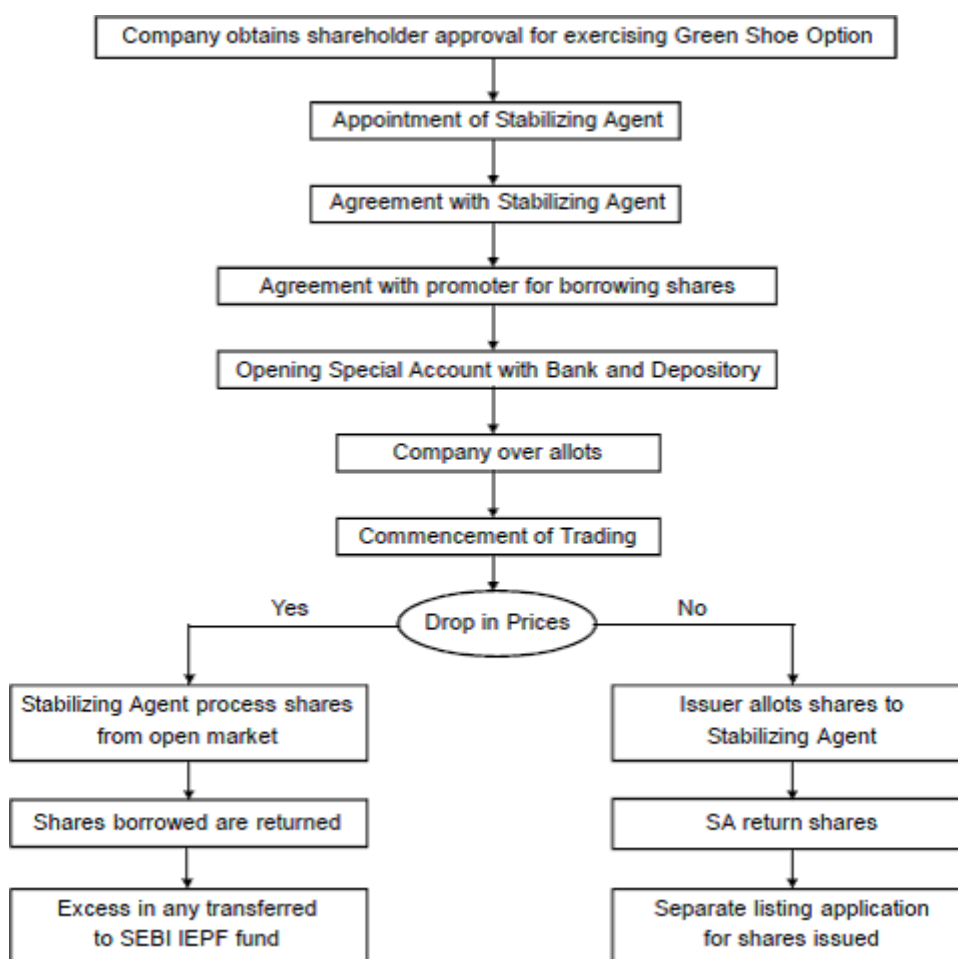 Company obtains shareholder approval for exercising Green Shoe Option
Appointment of Stabilizing Agent
Agreement with Stabilizing Agent
Agreement with promoter for borrowing shares
Opening Special Account with Bank and Depository
Company over allots
Commencement of Trading
Drop in Prices
Yes
No
Stabilizing Agent process shares
from open market
Shares borrowed are returned
Excess in any transferred
to SEBI IEPF fund
Issuer allots shares to
Stabilizing Agent
SA return shares
Separate listing application
for shares issued